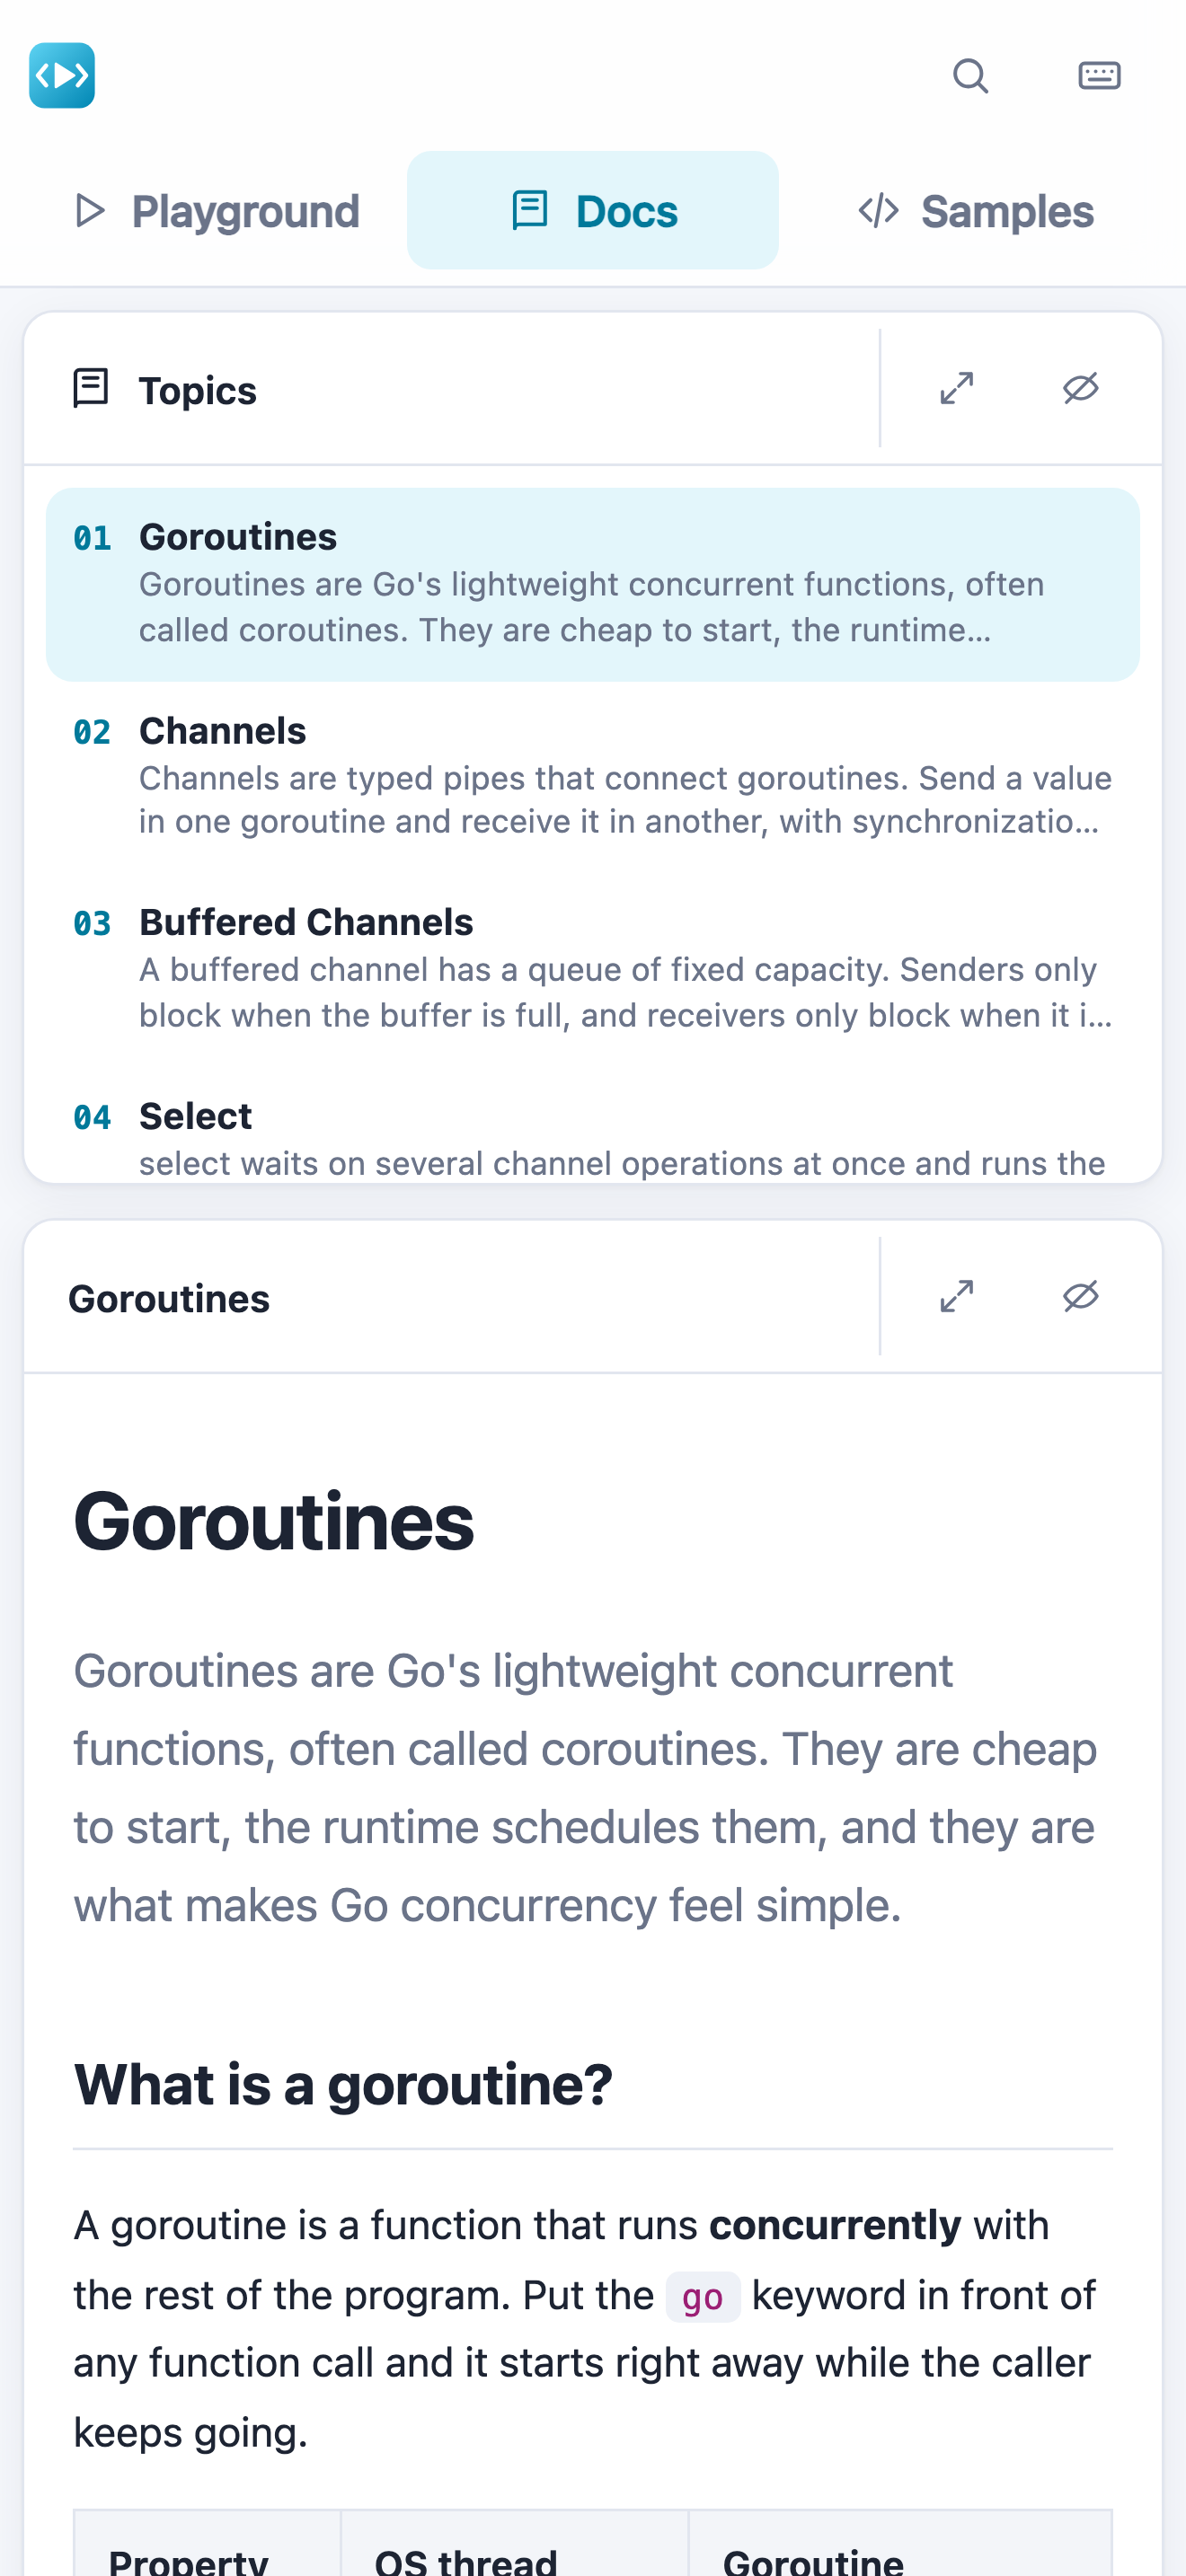 Playground
Docs
Samples
Topics
01 Goroutines
Goroutines are Go's lightweight concurrent functions, often
called coroutines. They are cheap to start, the runtime...
02 Channels
Channels are typed pipes that connect goroutines. Send a value
in one goroutine and receive it in another, with synchronizatio...
03 Buffered Channels
A buffered channel has a queue of fixed capacity. Senders only
block when the buffer is full, and receivers only block when it i...
04 Select
select waits on several channel operations at once and runs the
Goroutines
Goroutines
Goroutines are Go's lightweight concurrent
functions, often called coroutines. They are cheap
to start, the runtime schedules them, and they are
what makes Go concurrency feel simple.
What is a goroutine?
A goroutine is a function that runs concurrently with
the rest of the program. Put the go keyword in front of
any function call and it starts right away while the caller
keeps going.
Property OS thread Goroutine